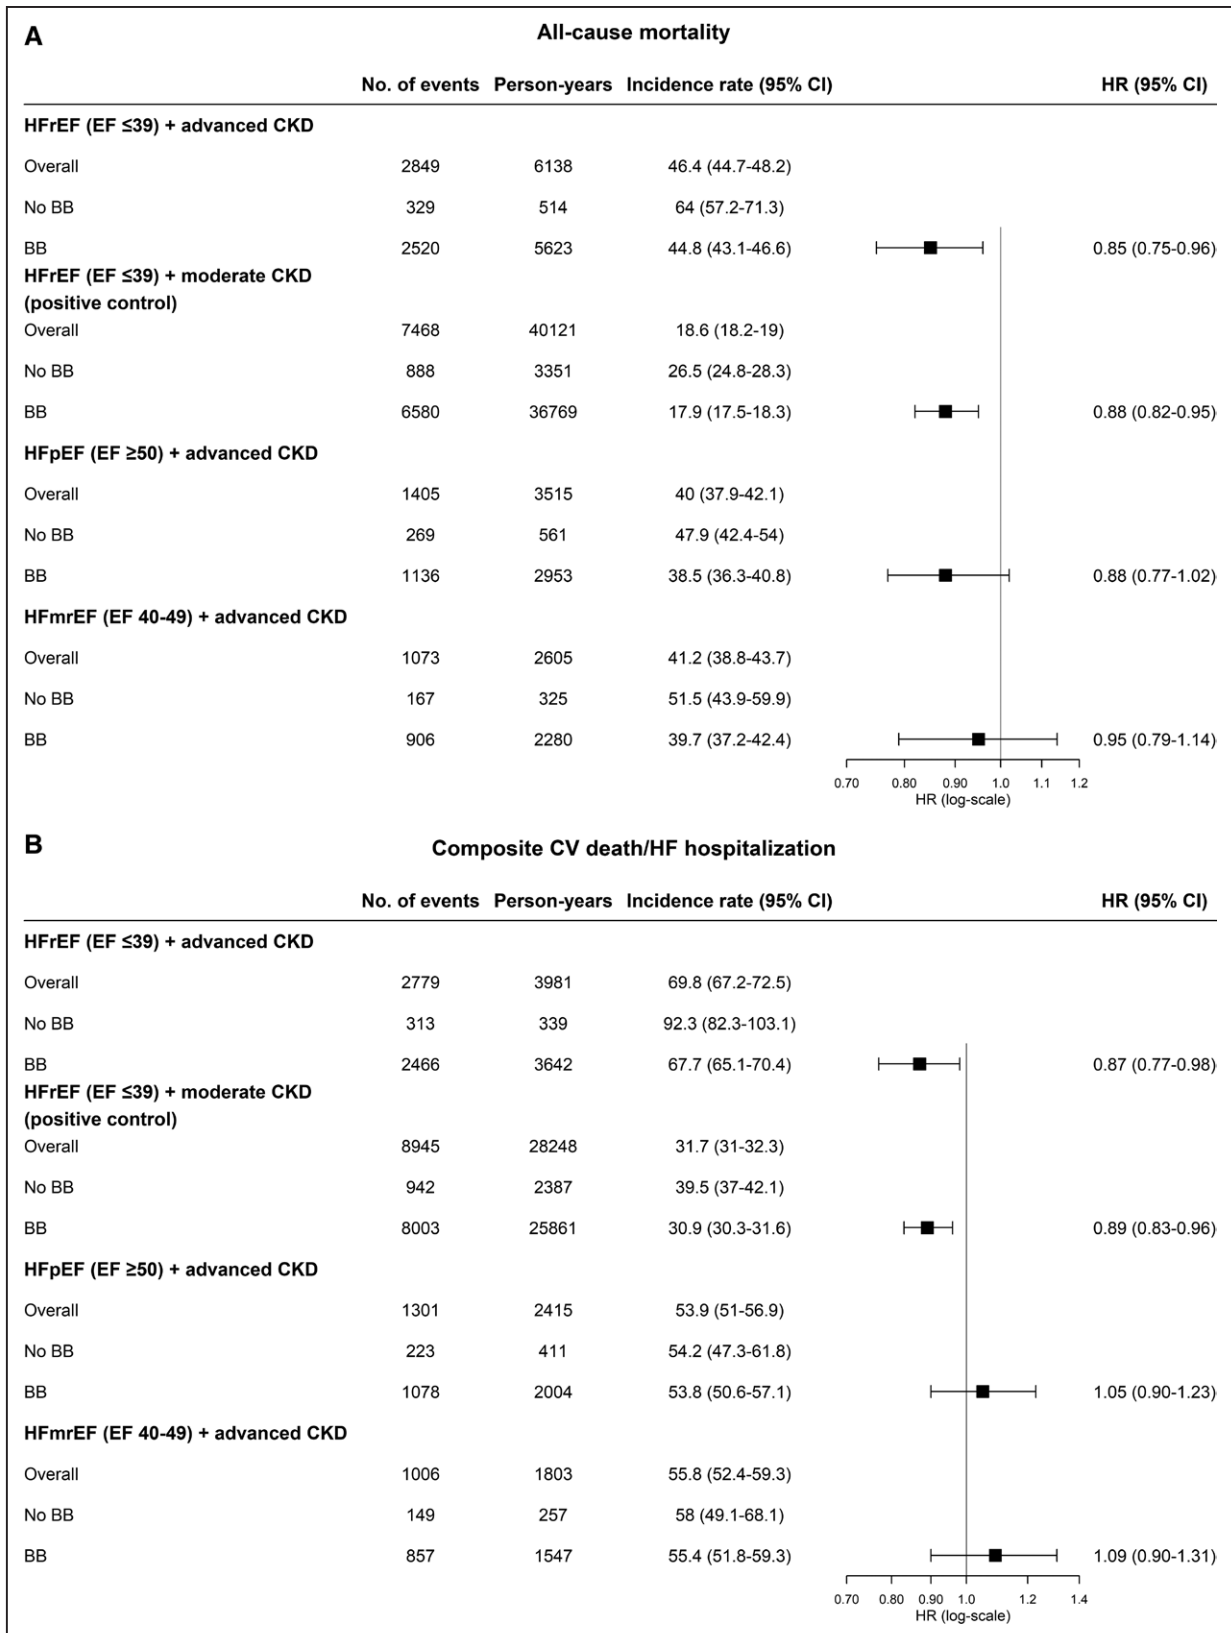 A
All-cause mortality
No. of events Person-years Incidence rate (95% CI) HR (95% CI)
HFrEF (EF ≤39) + advanced CKD
Overall 2849 6138 46.4 (44.7-48.2)
No BB 329 514 64 (57.2-71.3)
BB 2520 5623 44.8 (43.1-46.6) 0.85 (0.75-0.96)
HFrEF (EF ≤39) + moderate CKD
(positive control)
Overall 7468 40121 18.6 (18.2-19)
No BB 888 3351 26.5 (24.8-28.3)
BB 6580 36769 17.9 (17.5-18.3) 0.88 (0.82-0.95)
HFpEF (EF ≥50) + advanced CKD
Overall 1405 3515 40 (37.9-42.1)
No BB 269 561 47.9 (42.4-54)
BB 1136 2953 38.5 (36.3-40.8) 0.88 (0.77-1.02)
HFmrEF (EF 40-49) + advanced CKD
Overall 1073 2605 41.2 (38.8-43.7)
No BB 167 325 51.5 (43.9-59.9)
BB 906 2280 39.7 (37.2-42.4) 0.95 (0.79-1.14)
0.70 0.80 0.90 1.0 1.1 1.2
HR (log-scale)
B
Composite CV death/HF hospitalization
No. of events Person-years Incidence rate (95% CI) HR (95% CI)
HFrEF (EF ≤39) + advanced CKD
Overall 2779 3981 69.8 (67.2-72.5)
No BB 313 339 92.3 (82.3-103.1)
BB 2466 3642 67.7 (65.1-70.4) 0.87 (0.77-0.98)
HFrEF (EF ≤39) + moderate CKD
(positive control)
Overall 8945 28248 31.7 (31-32.3)
No BB 942 2387 39.5 (37-42.1)
BB 8003 25861 30.9 (30.3-31.6) 0.89 (0.83-0.96)
HFpEF (EF ≥50) + advanced CKD
Overall 1301 2415 53.9 (51-56.9)
No BB 223 411 54.2 (47.3-61.8)
BB 1078 2004 53.8 (50.6-57.1) 1.05 (0.90-1.23)
HFmrEF (EF 40-49) + advanced CKD
Overall 1006 1803 55.8 (52.4-59.3)
No BB 149 257 58 (49.1-68.1)
BB 857 1547 55.4 (51.8-59.3) 1.09 (0.90-1.31)
0.70 0.80 0.90 1.0 1.2 1.4
HR (log-scale)